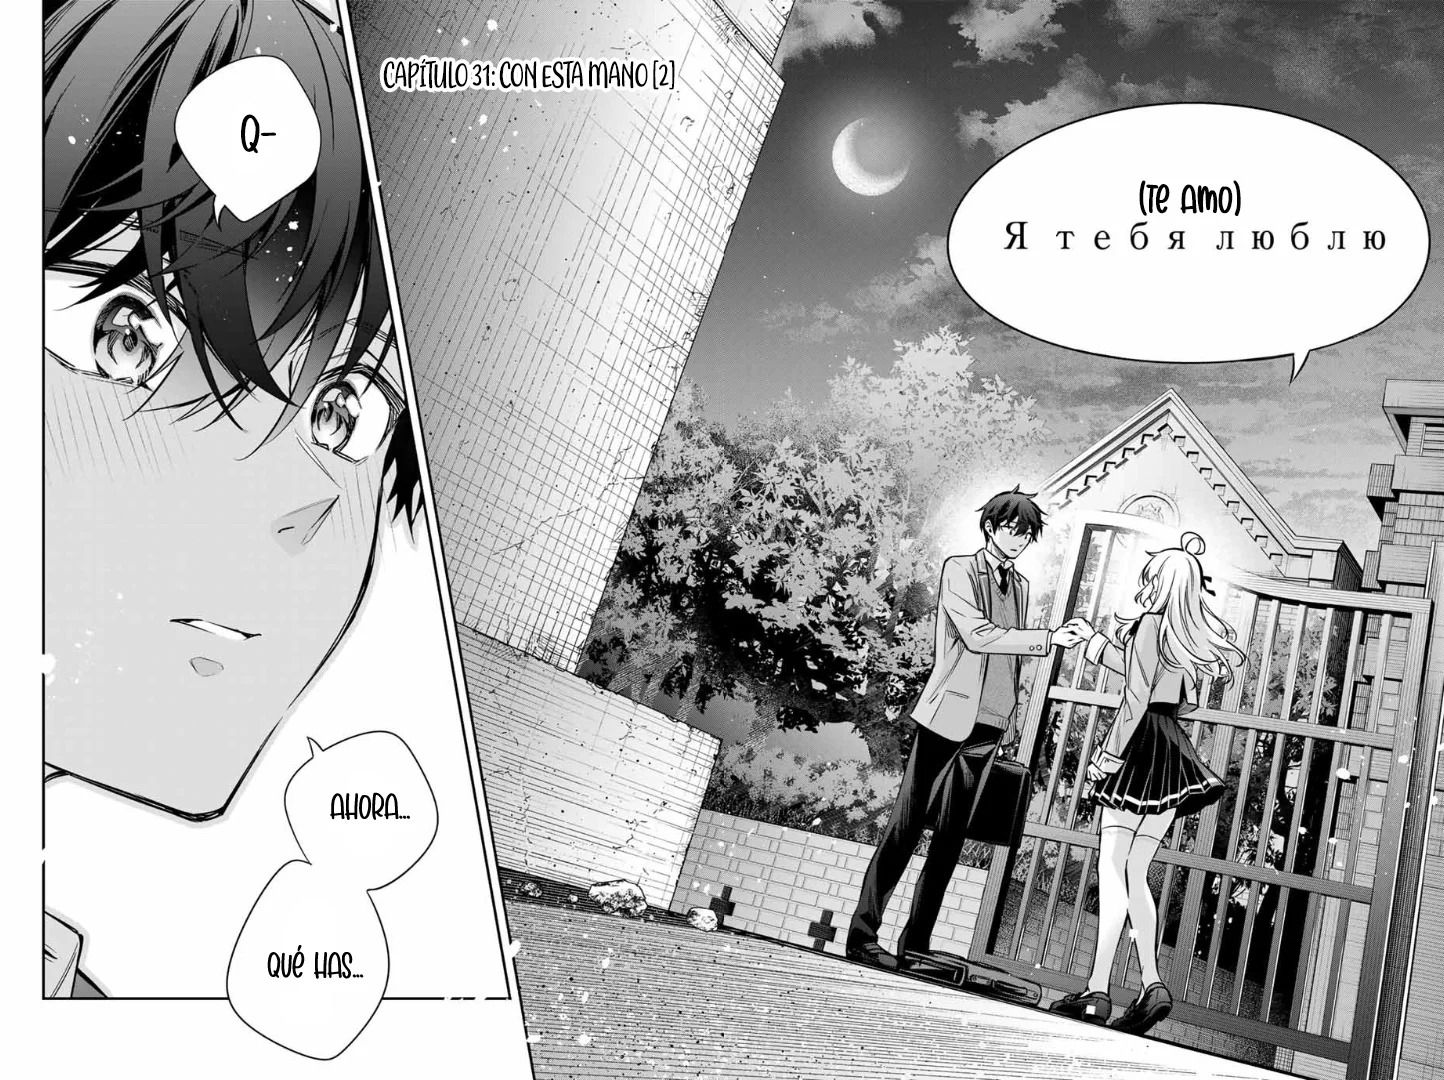 CAPÍTULO 31: CON ESTA MANO [2]
(TE AMO)
Я тебя люблю
Q-
AHORA...
QUÉ HAS...